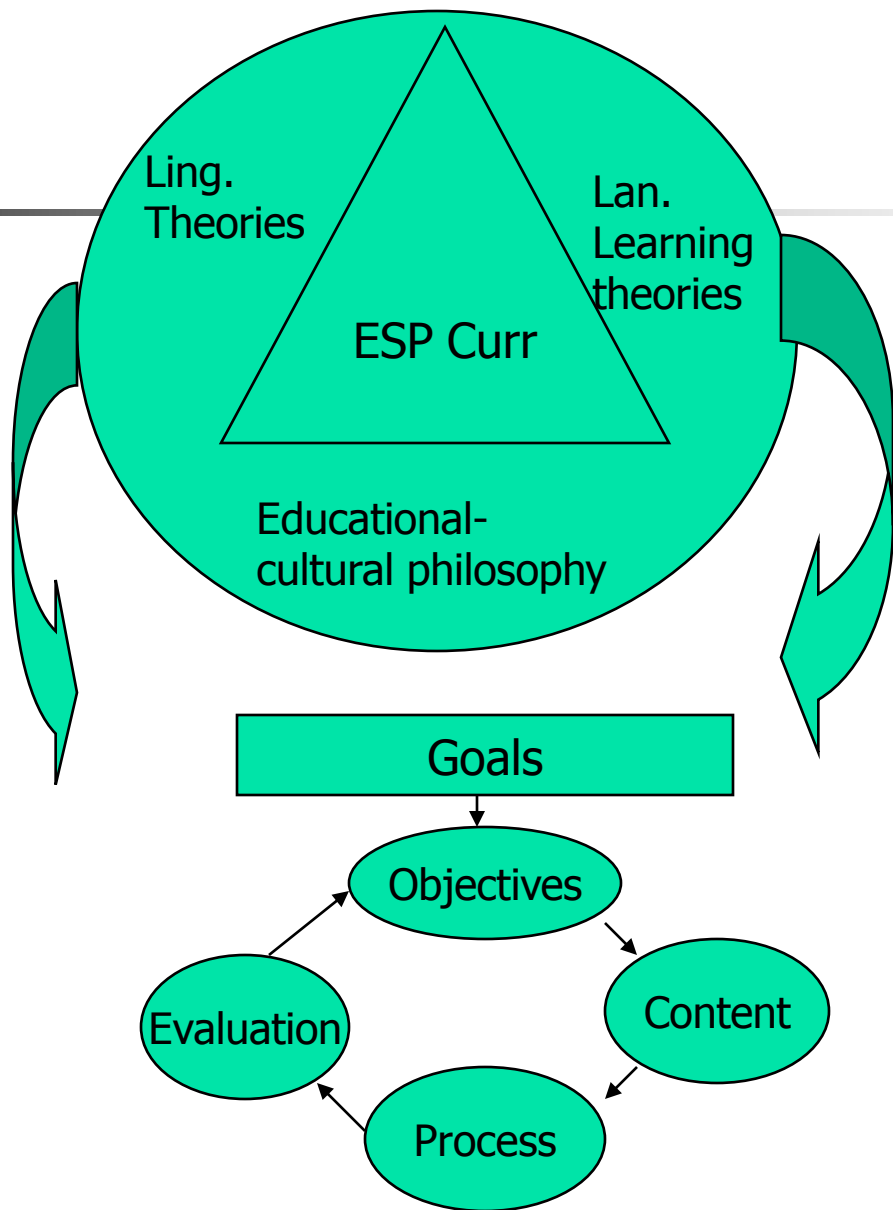 Ling.
Theories
Lan.
Learning
theories
ESP Curr
Educational-
cultural philosophy
Goals
Objectives
Evaluation
Content
Process